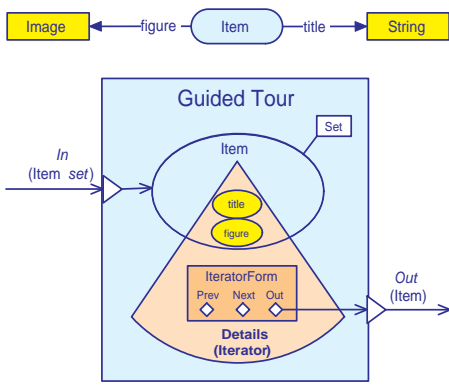 Image figure Item title String
Guided Tour
Set
Item
In
(Item set)
title
figure
IteratorForm
Prev Next Out
Details
(Iterator)
Out
(Item)